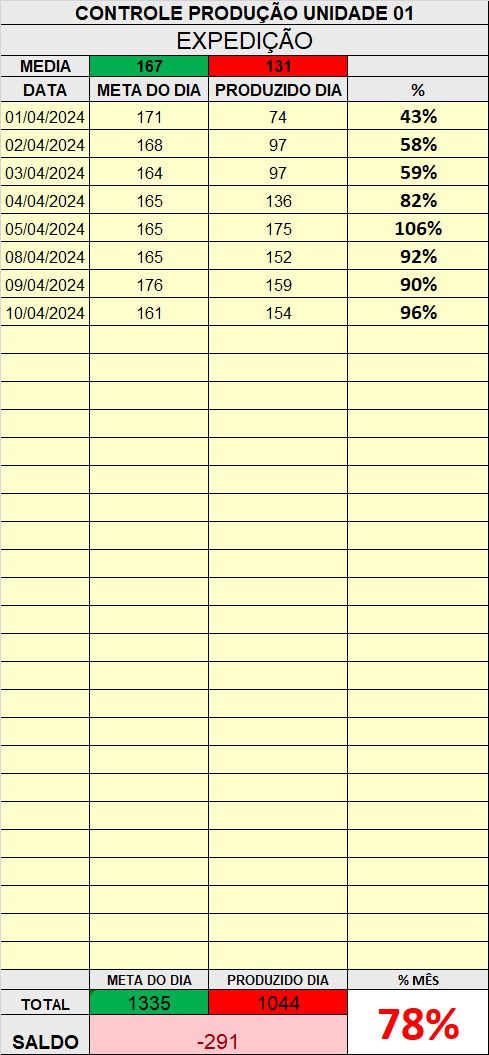 CONTROLE PRODUÇÃO UNIDADE 01
EXPEDIÇÃO
MEDIA 167 131
DATA META DO DIA PRODUZIDO DIA %
01/04/2024 171 74 43%
02/04/2024 168 97 58%
03/04/2024 164 97 59%
04/04/2024 165 136 82%
05/04/2024 165 175 106%
08/04/2024 165 152 92%
09/04/2024 176 159 90%
10/04/2024 161 154 96%
META DO DIA PRODUZIDO DIA % MÊs
TOTAL 1335 1044 78%
SALDO -291